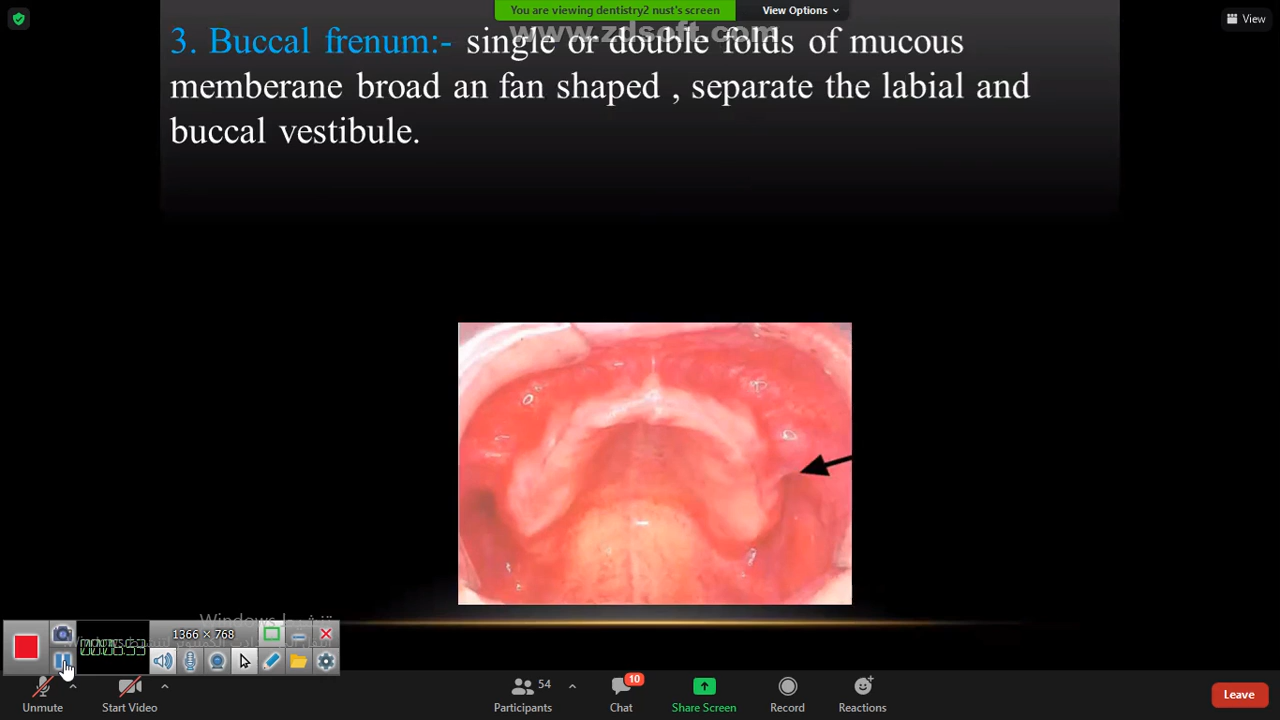 You are viewing dentistry2 nust's screen
View Options
View
www.zdsoft.com
3. Buccal frenum:- single or double folds of mucous
memberane broad an fan shaped , separate the labial and
buccal vestibule.
Windows
1366 × 768
Windows
Unmute
Start Video
54
Participants
10
Chat
Share Screen
Record
Reactions
Leave